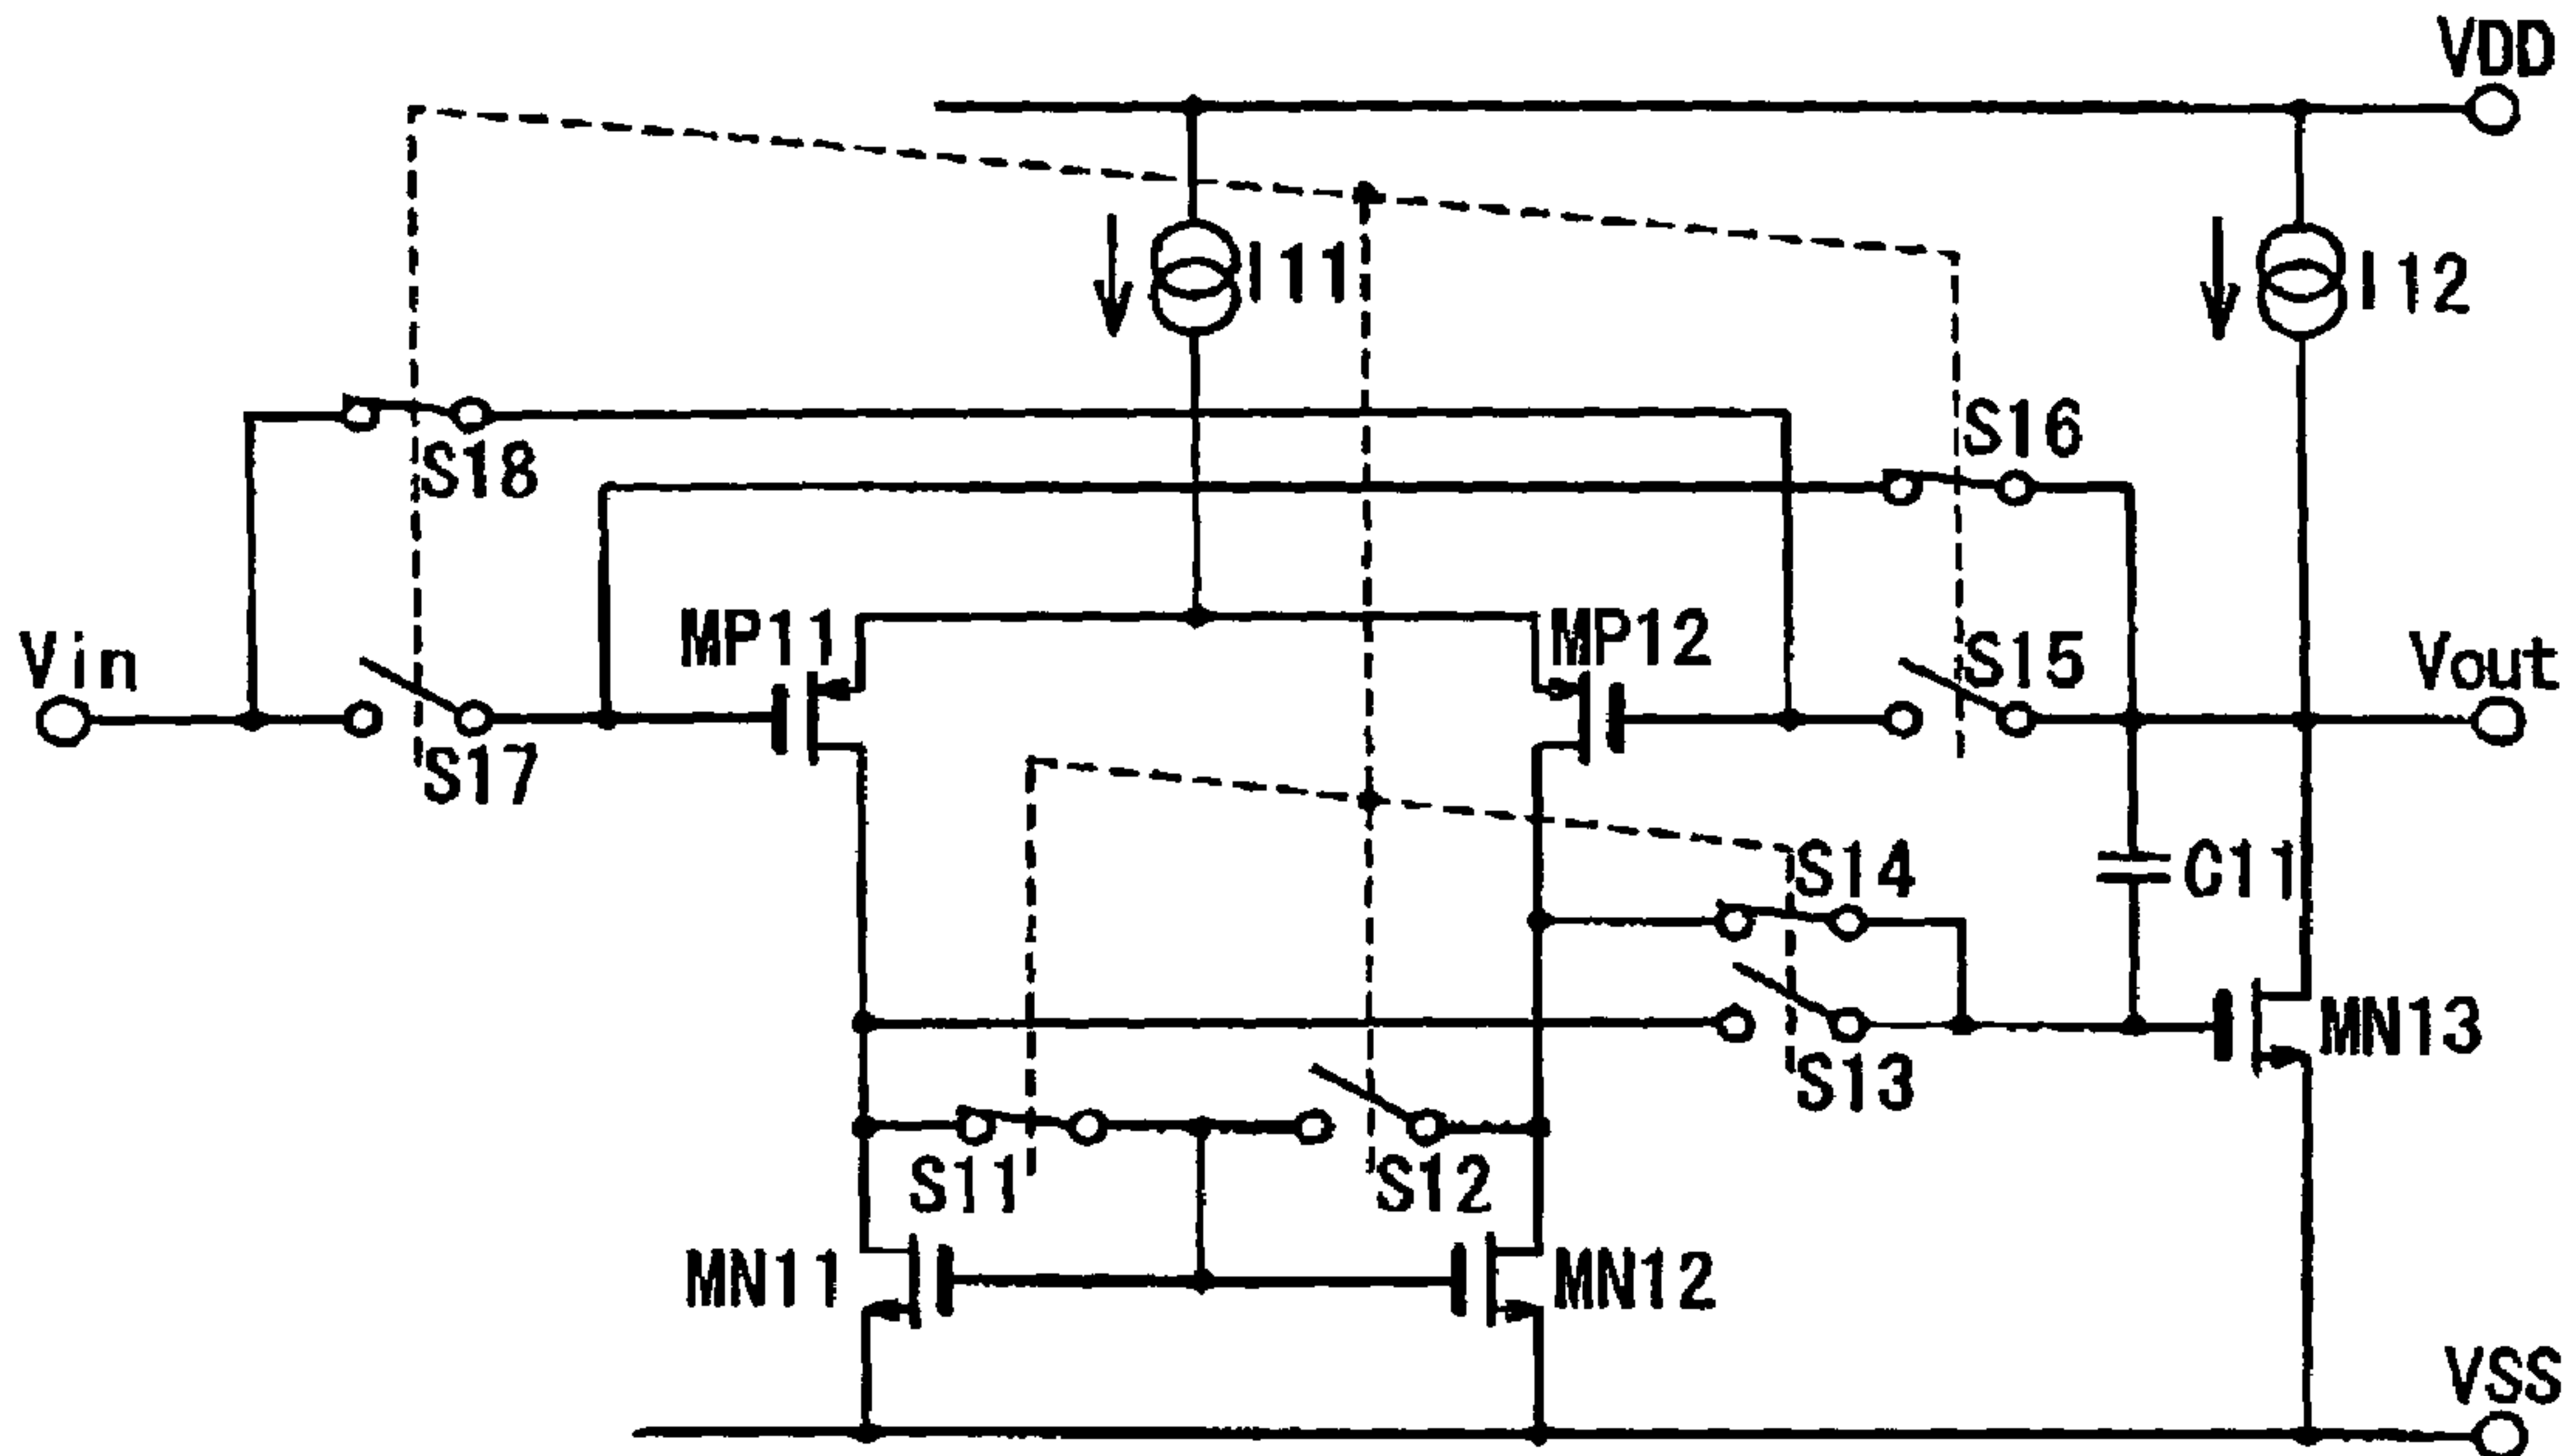 VDD
I11
I12
S16
S18
MP11
MP12
S15
Vin
Vout
S17
S14
C11
MN13
S13
S11
S12
MN11
MN12
VSS